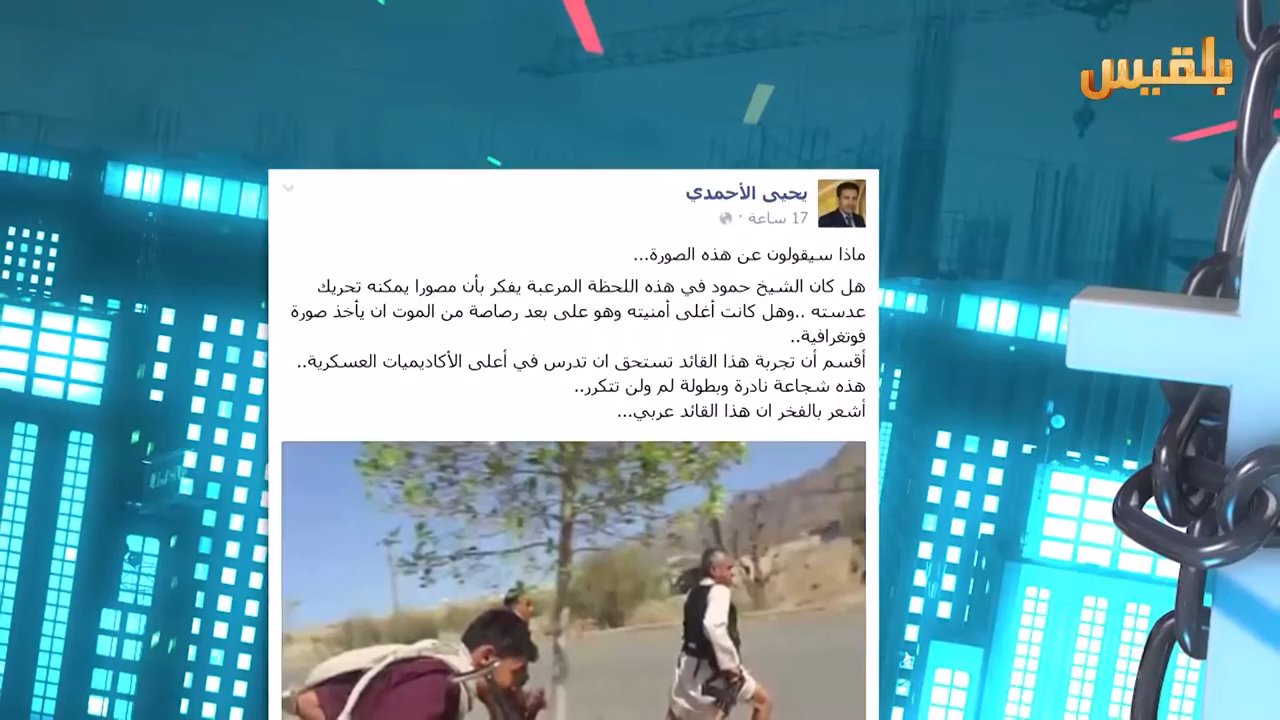 بلقيس
يحيى الأحمدي
17 ساعة ·
ماذا سيقولون عن هذه الصورة...
هل كان الشيخ حمود في هذه اللحظة المرعبة يفكر بأن مصورا يمكنه تحريك
عدسته ..وهل كانت أغلى أمنيته وهو على بعد رصاصة من الموت ان يأخذ صورة
فوتغرافية..
أقسم أن تجربة هذا القائد تستحق ان تدرس في أعلى الأكاديميات العسكرية..
هذه شجاعة نادرة وبطولة لم ولن تتكرر..
أشعر بالفخر ان هذا القائد عربي...